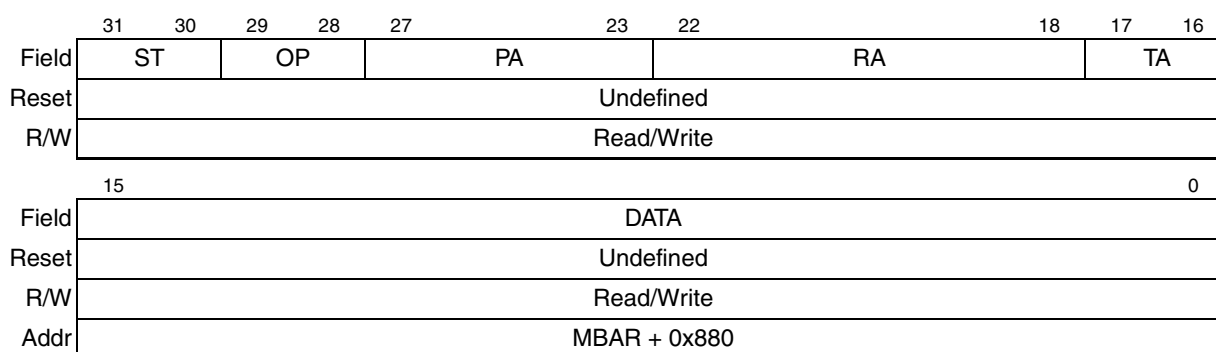 31 30 29 28 27 23 22 18 17 16
Field ST OP PA RA TA
Reset Undefined
R/W Read/Write
15 0
Field DATA
Reset Undefined
R/W Read/Write
Addr MBAR + 0x880